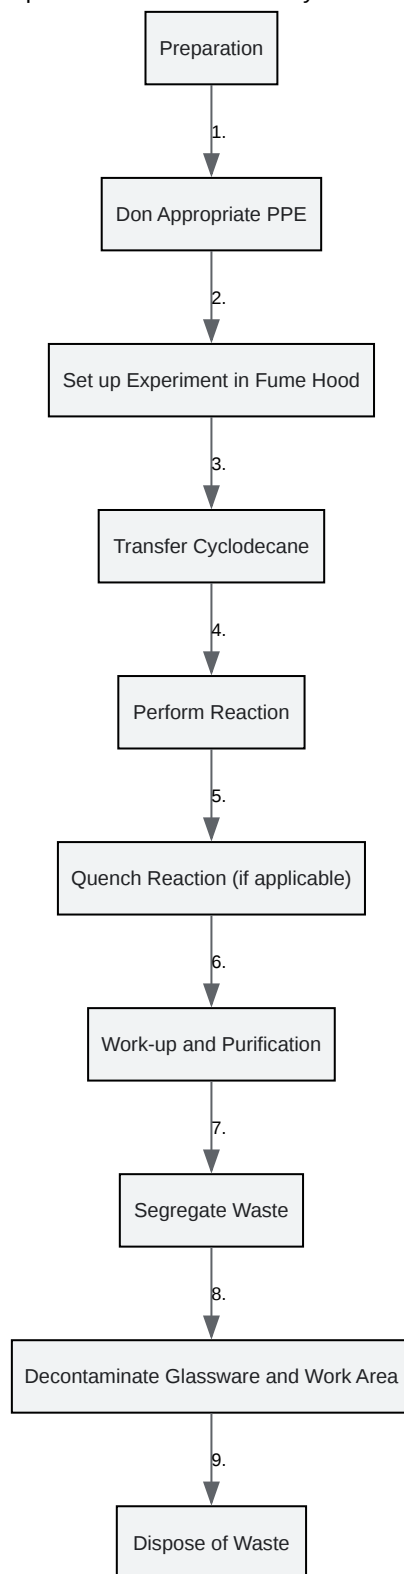 Preparation
1.
Don Appropriate PPE
2.
Set up Experiment in Fume Hood
3.
Transfer Cyclodecane
4.
Perform Reaction
5.
Quench Reaction (if applicable)
6.
Work-up and Purification
7.
Segregate Waste
8.
Decontaminate Glassware and Work Area
9.
Dispose of Waste